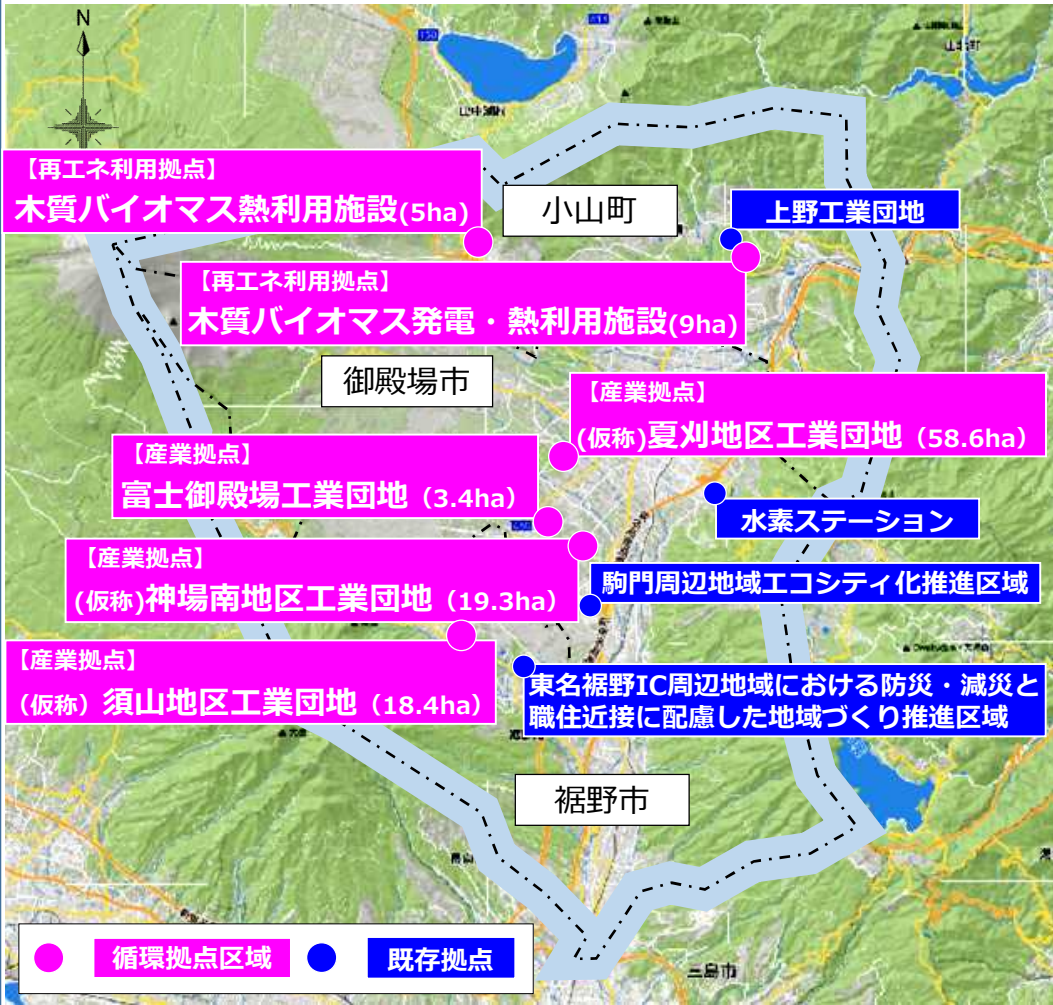 N
山中湖村
山北町
【再エネ利用拠点】
木質バイオマス熱利用施設(5ha)
小山町
上野工業団地
【再エネ利用拠点】
木質バイオマス発電・熱利用施設(9ha)
御殿場市
【産業拠点】
(仮称)夏刈地区工業団地（58.6ha）
【産業拠点】
富士御殿場工業団地（3.4ha）
水素ステーション
【産業拠点】
(仮称)神場南地区工業団地（19.3ha）
駒門周辺地域エコシティ化推進区域
【産業拠点】
(仮称）須山地区工業団地（18.4ha）
東名裾野IC周辺地域における防災・減災と
職住近接に配慮した地域づくり推進区域
裾野市
循環拠点区域
既存拠点
三島市